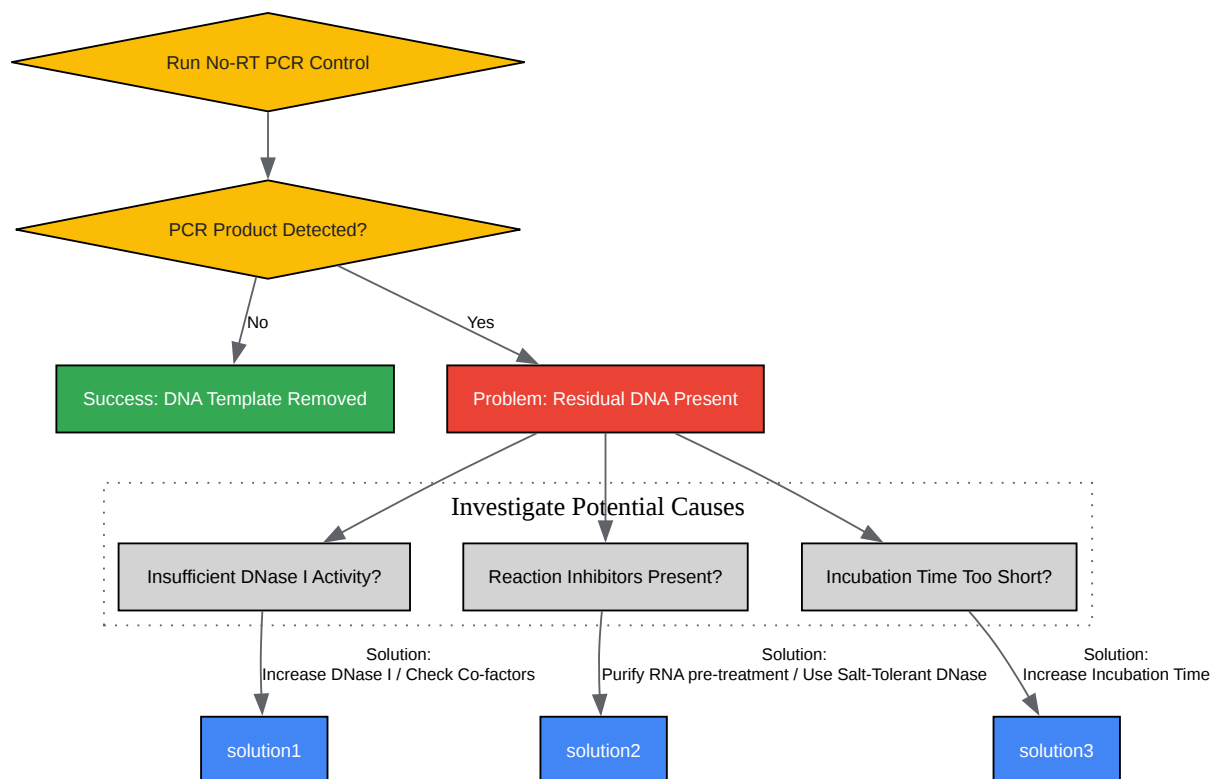 Run No-RT PCR Control
PCR Product Detected?
No
Yes
Success: DNA Template Removed
Problem: Residual DNA Present
Investigate Potential Causes
Insufficient DNase I Activity?
Reaction Inhibitors Present?
Incubation Time Too Short?
Solution:
Increase DNase I / Check Co-factors
Solution:
Purify RNA pre-treatment / Use Salt-Tolerant DNase
Solution:
Increase Incubation Time
solution1
solution2
solution3